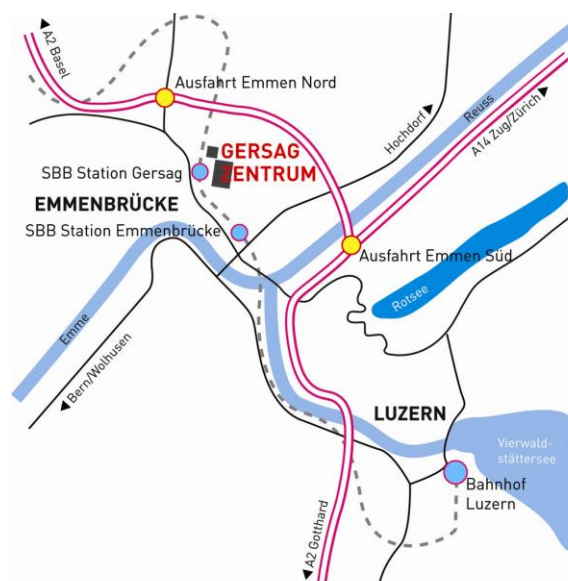 A2 Basel
Ausfahrt Emmen Nord
Hochdorf
Reuss
A14 Zug/Zürich
GERSAG
ZENTRUM
SBB Station Gersag
EMMENBRÜCKE
SBB Station Emmenbrücke
Ausfahrt Emmen Süd
Rotsee
Emme
Bern/Wolhusen
LUZERN
Vierwald-
stättersee
Bahnhof
Luzern
A2 Gotthard